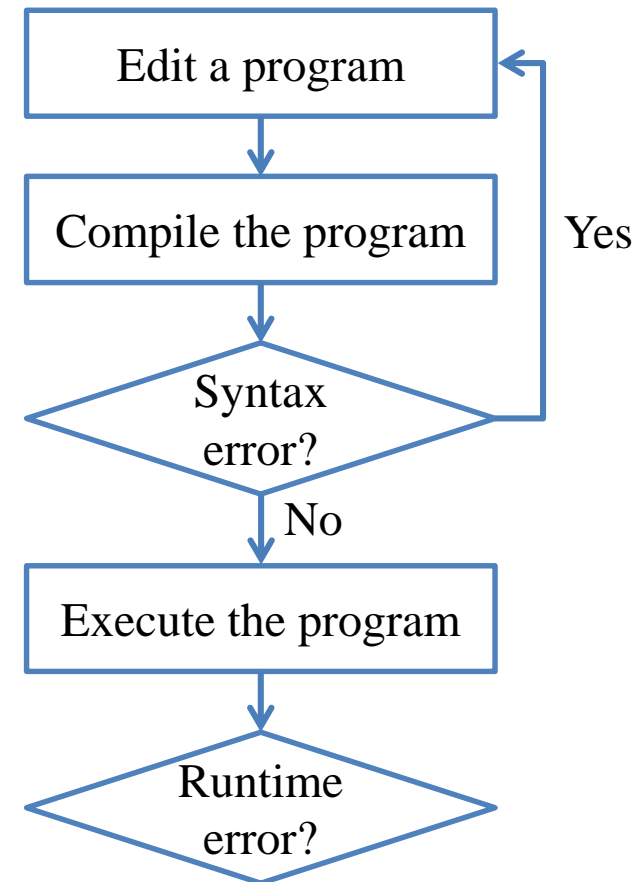 Edit a program
Compile the program
Yes
Syntax
error?
No
Execute the program
Runtime
error?